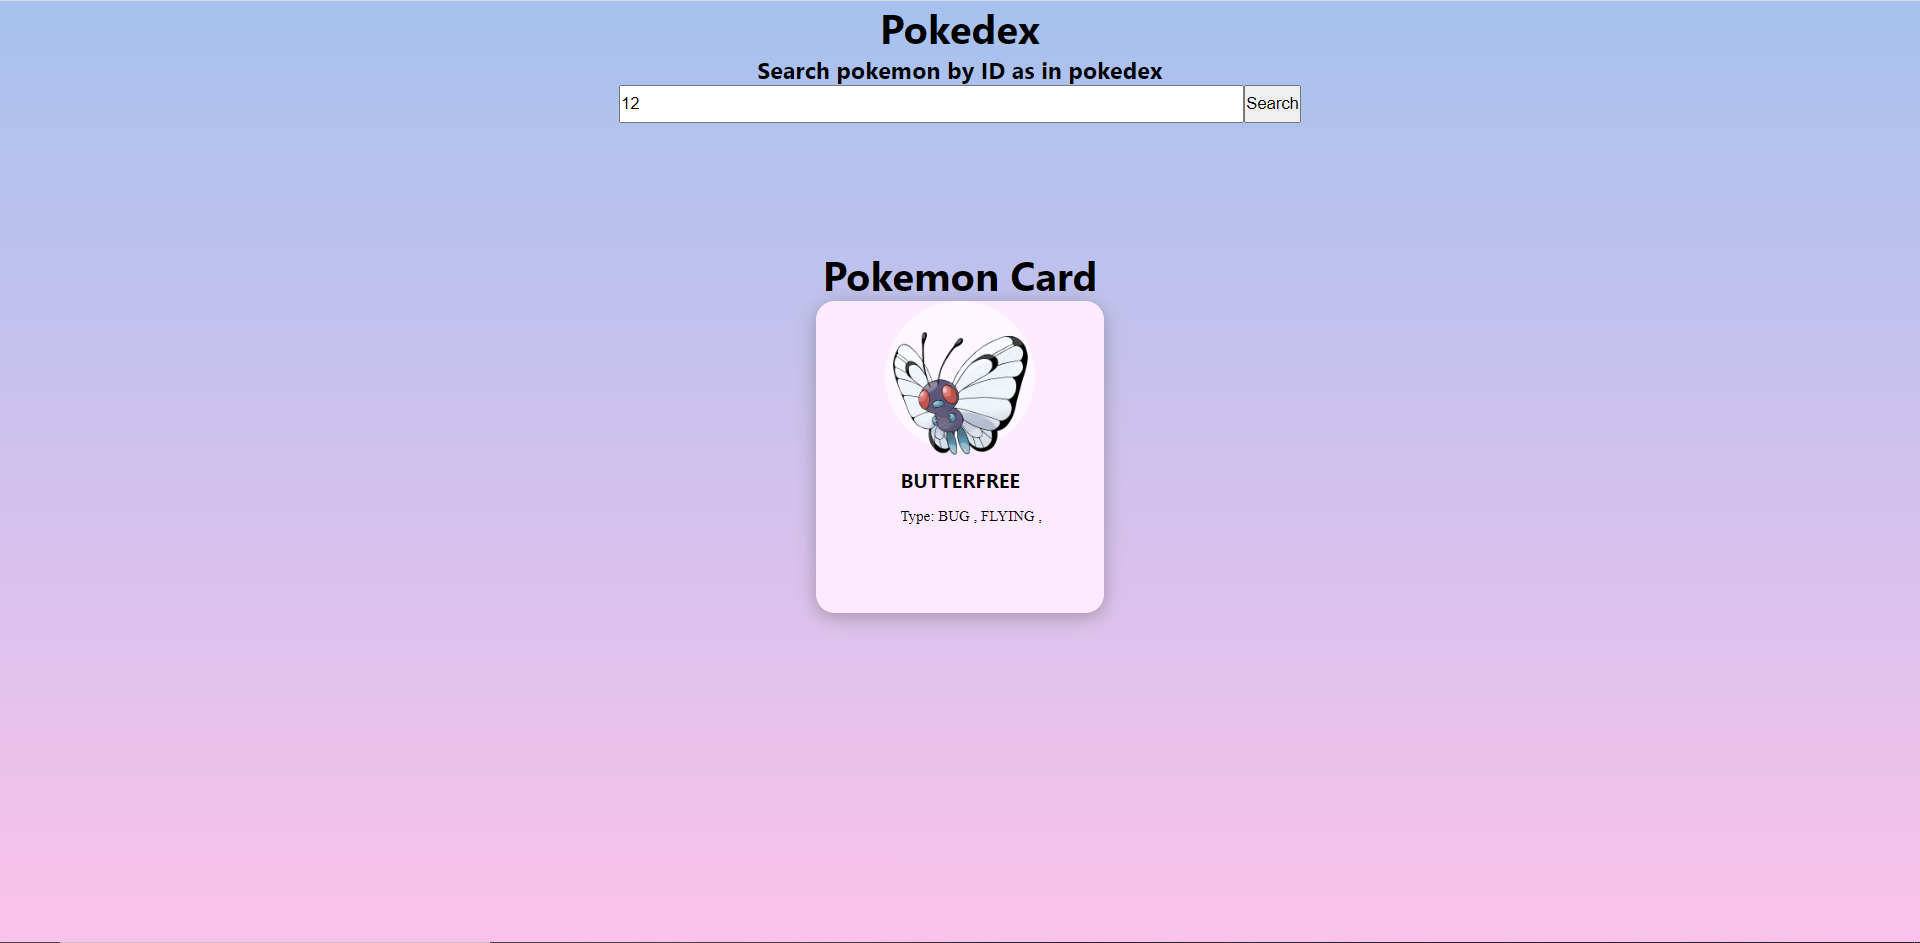 Pokedex
Search pokemon by ID as in pokedex
12
Search
Pokemon Card
BUTTERFREE
Type: BUG , FLYING ,